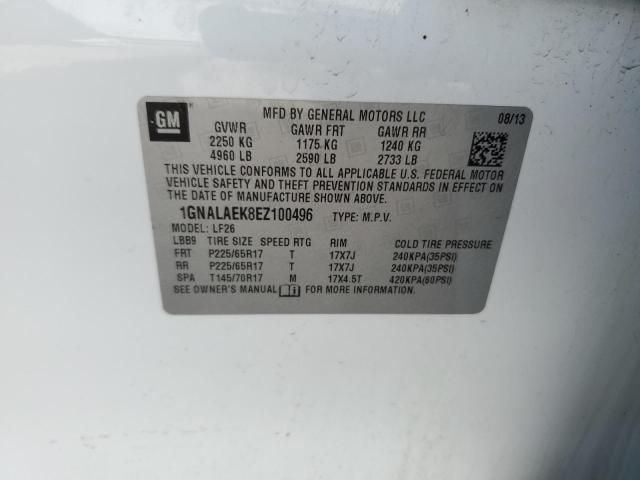 GM
MFD BY GENERAL MOTORS LLC 08/13
GVWR GAWR FRT GAWR RR
2250 KG 1175 KG 1240 KG
4960 LB 2590 LB 2733 LB
THIS VEHICLE CONFORMS TO ALL APPLICABLE U.S. FEDERAL MOTOR
VEHICLE SAFETY AND THEFT PREVENTION STANDARDS IN EFFECT
ON THE DATE OF MANUFACTURE SHOWN ABOVE.
1GNALAEK8EZ100496 TYPE: M.P.V.
MODEL: LF26
LBB9 TIRE SIZE SPEED RTG RIM COLD TIRE PRESSURE
FRT P225/65R17 T 17X7J 240KPA(35PSI)
RR P225/65R17 T 17X7J 240KPA(35PSI)
SPA T145/70R17 M 17X4.5T 420KPA(60PSI)
SEE OWNER'S MANUAL FOR MORE INFORMATION.